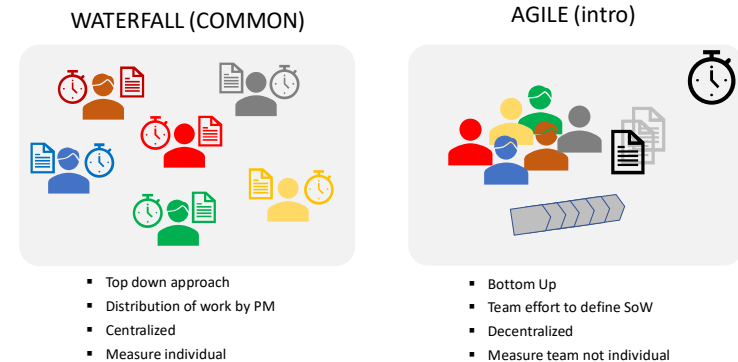 WATERFALL (COMMON)
AGILE (intro)
▪ Top down approach
▪ Distribution of work by PM
▪ Centralized
▪ Measure individual
▪ Bottom Up
▪ Team effort to define SoW
▪ Decentralized
▪ Measure team not individual